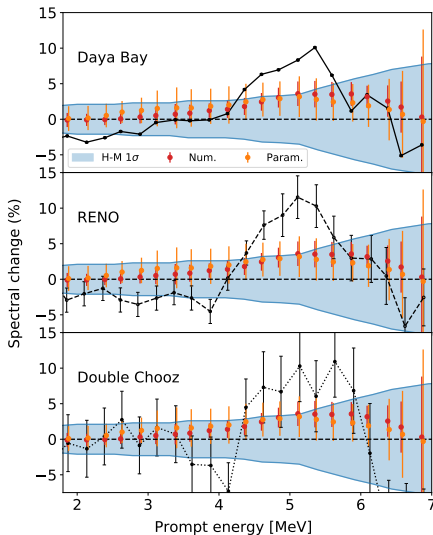 15
10
5
0
−5
Daya Bay
H-M 1σ
Num.
Param.
15
10
5
0
−5
RENO
Spectral change (%)
15
10
5
0
−5
Double Chooz
2
3
4
5
6
7
Prompt energy [MeV]